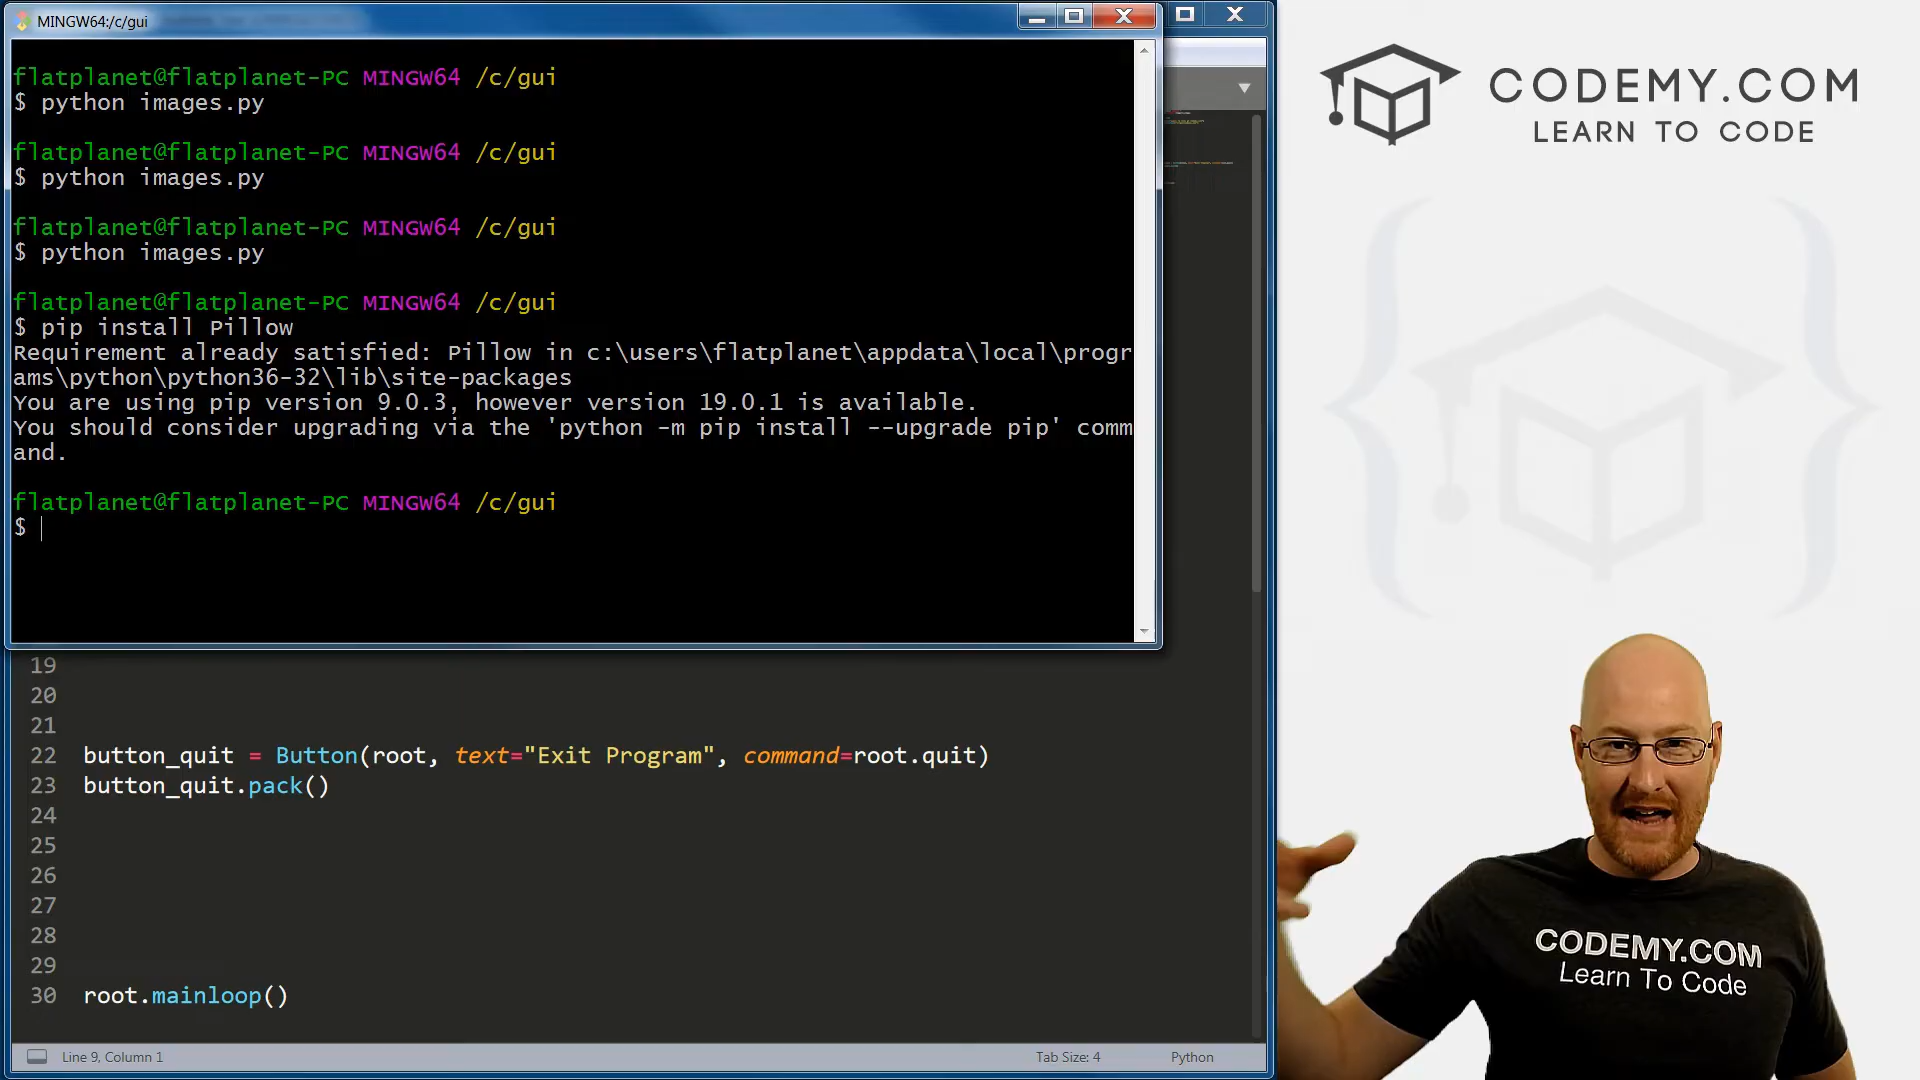 MINGW64:/c/gui
flatplanet@flatplanet-PC MINGW64 /c/gui
$ python images.py
flatplanet@flatplanet-PC MINGW64 /c/gui
$ python images.py
flatplanet@flatplanet-PC MINGW64 /c/gui
$ python images.py
flatplanet@flatplanet-PC MINGW64 /c/gui
$ pip install Pillow
Requirement already satisfied: Pillow in c:\users\flatplanet\appdata\local\progr
ams\python\python36-32\lib\site-packages
You are using pip version 9.0.3, however version 19.0.1 is available.
You should consider upgrading via the 'python -m pip install --upgrade pip' comm
and.
flatplanet@flatplanet-PC MINGW64 /c/gui
$
19
20
21
22 button_quit = Button(root, text="Exit Program", command=root.quit)
23 button_quit.pack()
24
25
26
27
28
29
30 root.mainloop()
Line 9, Column 1
Tab Size: 4
Python
CODEMY.COM
LEARN TO CODE
CODEMY.COM
Learn To Code